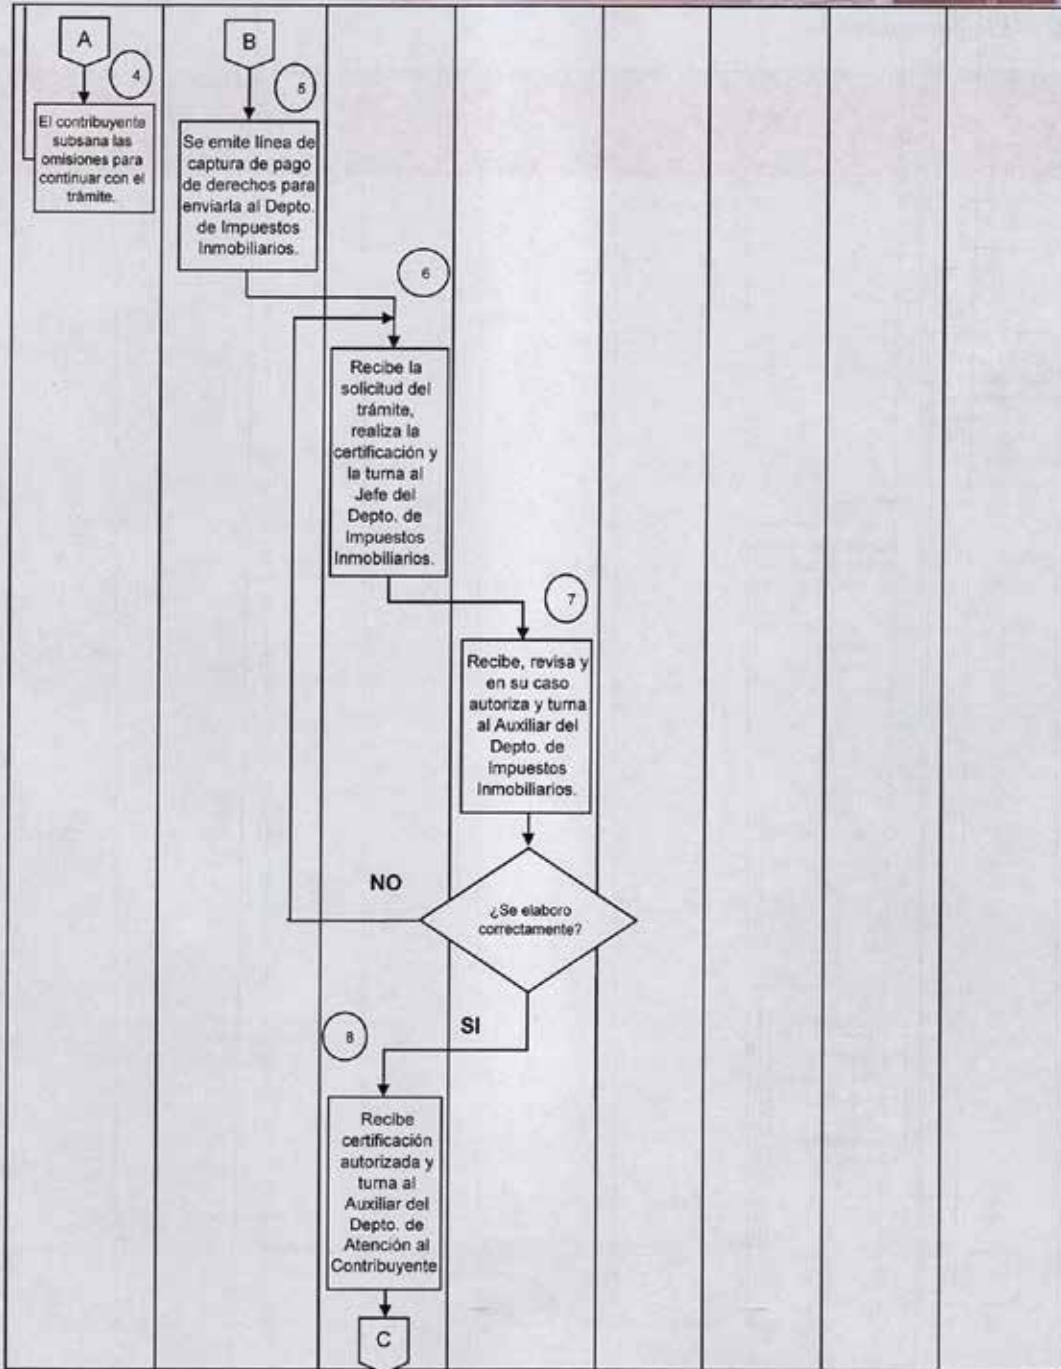 A
4
El contribuyente
subsana las
omisiones para
continuar con el
trámite.
B
5
Se emite línea de
captura de pago
de derechos para
enviarla al Depto.
de Impuestos
Inmobiliarios.
6
Recibe la
solicitud del
trámite,
realiza la
certificación y
la turna al
Jefe del
Depto. de
Impuestos
Inmobiliarios.
7
Recibe, revisa y
en su caso
autoriza y turna
al Auxiliar del
Depto. de
Impuestos
Inmobiliarios.
¿Se elaboro
correctamente?
NO
SI
8
Recibe
certificación
autorizada y
turna al
Auxiliar del
Depto. de
Atención al
Contribuyente
C